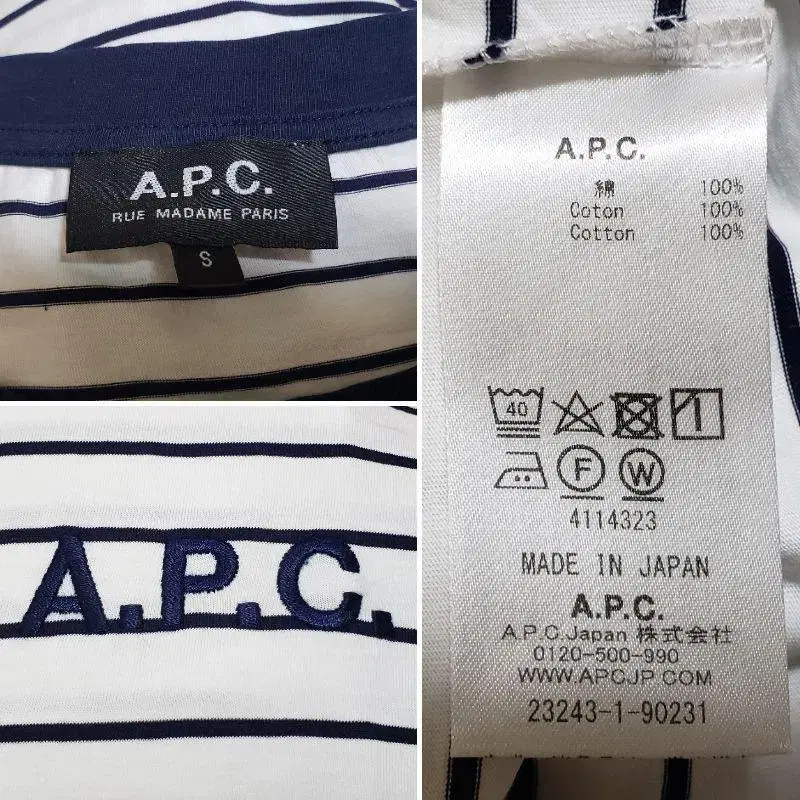 A.P.C.
RUE MADAME PARIS
S
A.P.C.
A.P.C.
綿 100%
Coton 100%
Cotton 100%
40
F
W
4114323
MADE IN JAPAN
A.P.C.
A.P.C.Japan 株式会社
0120-500-990
WWW.APCJP.COM
23243-1-90231